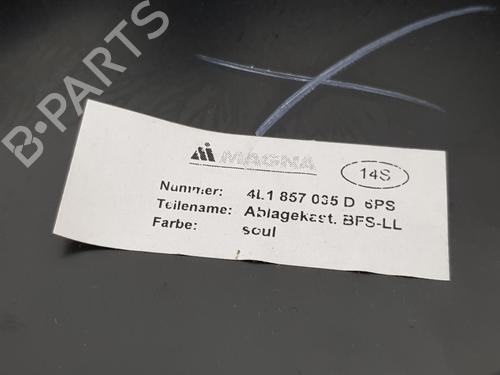 B-PARTS
MAGNA
14S
Nummer: 4L1 857 035 D 6PS
Teilename: Ablagekast. BFS-LL
Farbe: soul